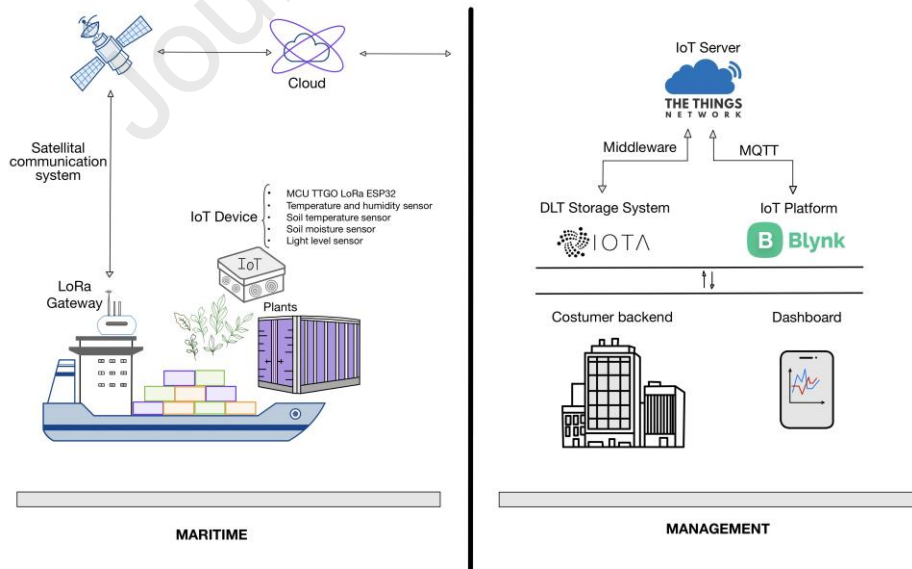 Jou
Cloud
Satellital
communication
system
IoT Device
• MCU TTGO LoRa ESP32
• Temperature and humidity sensor
• Soil temperature sensor
• Soil moisture sensor
• Light level sensor
IoT
LoRa
Gateway
Plants
MARITIME
IoT Server
THE THINGS
NETWORK
Middleware
MQTT
DLT Storage System
IOTA
IoT Platform
B Blynk
Costumer backend
Dashboard
MANAGEMENT